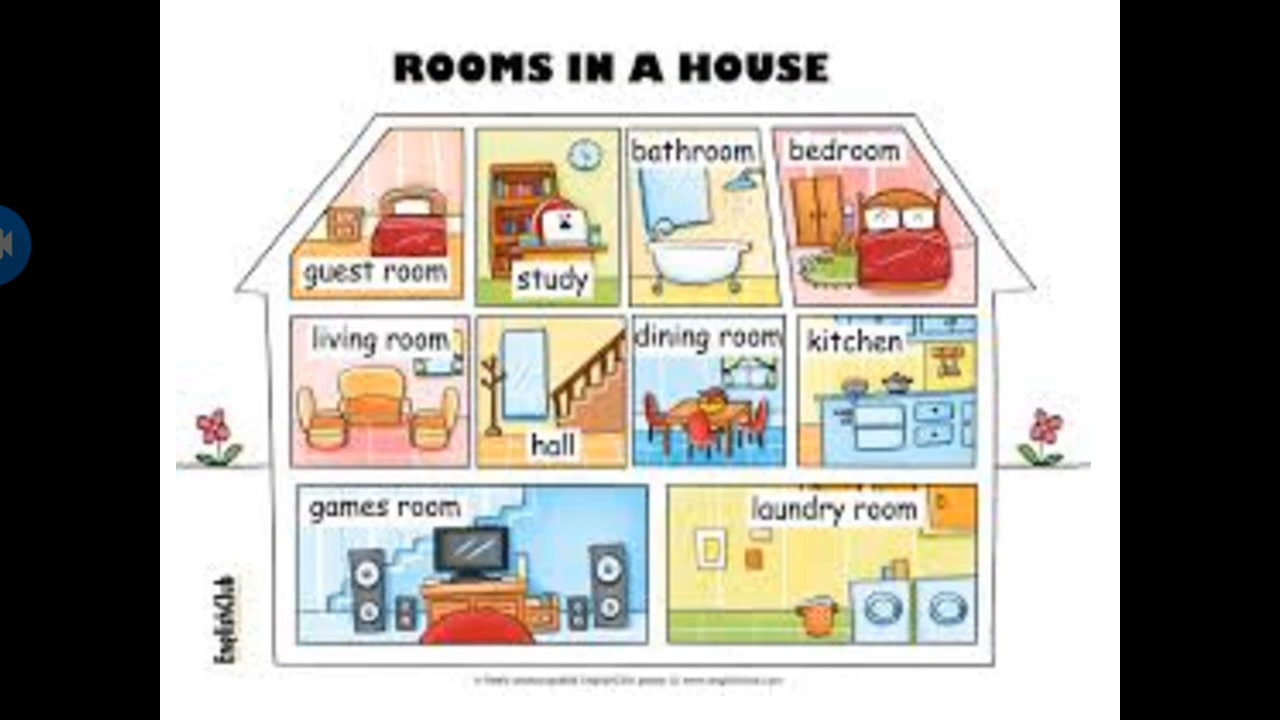 ROOMS IN A HOUSE
bathroom
bedroom
guest room
study
living room
hall
dining room
kitchen
games room
laundry room
EnglishClub